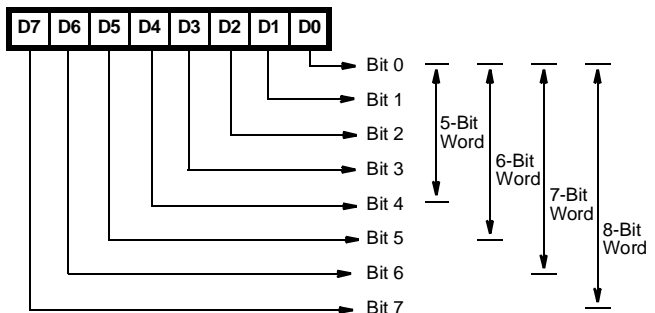 D7 D6 D5 D4 D3 D2 D1 D0
Bit 0
Bit 1
Bit 2
Bit 3
Bit 4
Bit 5
Bit 6
Bit 7
5-Bit
Word
6-Bit
Word
7-Bit
Word
8-Bit
Word